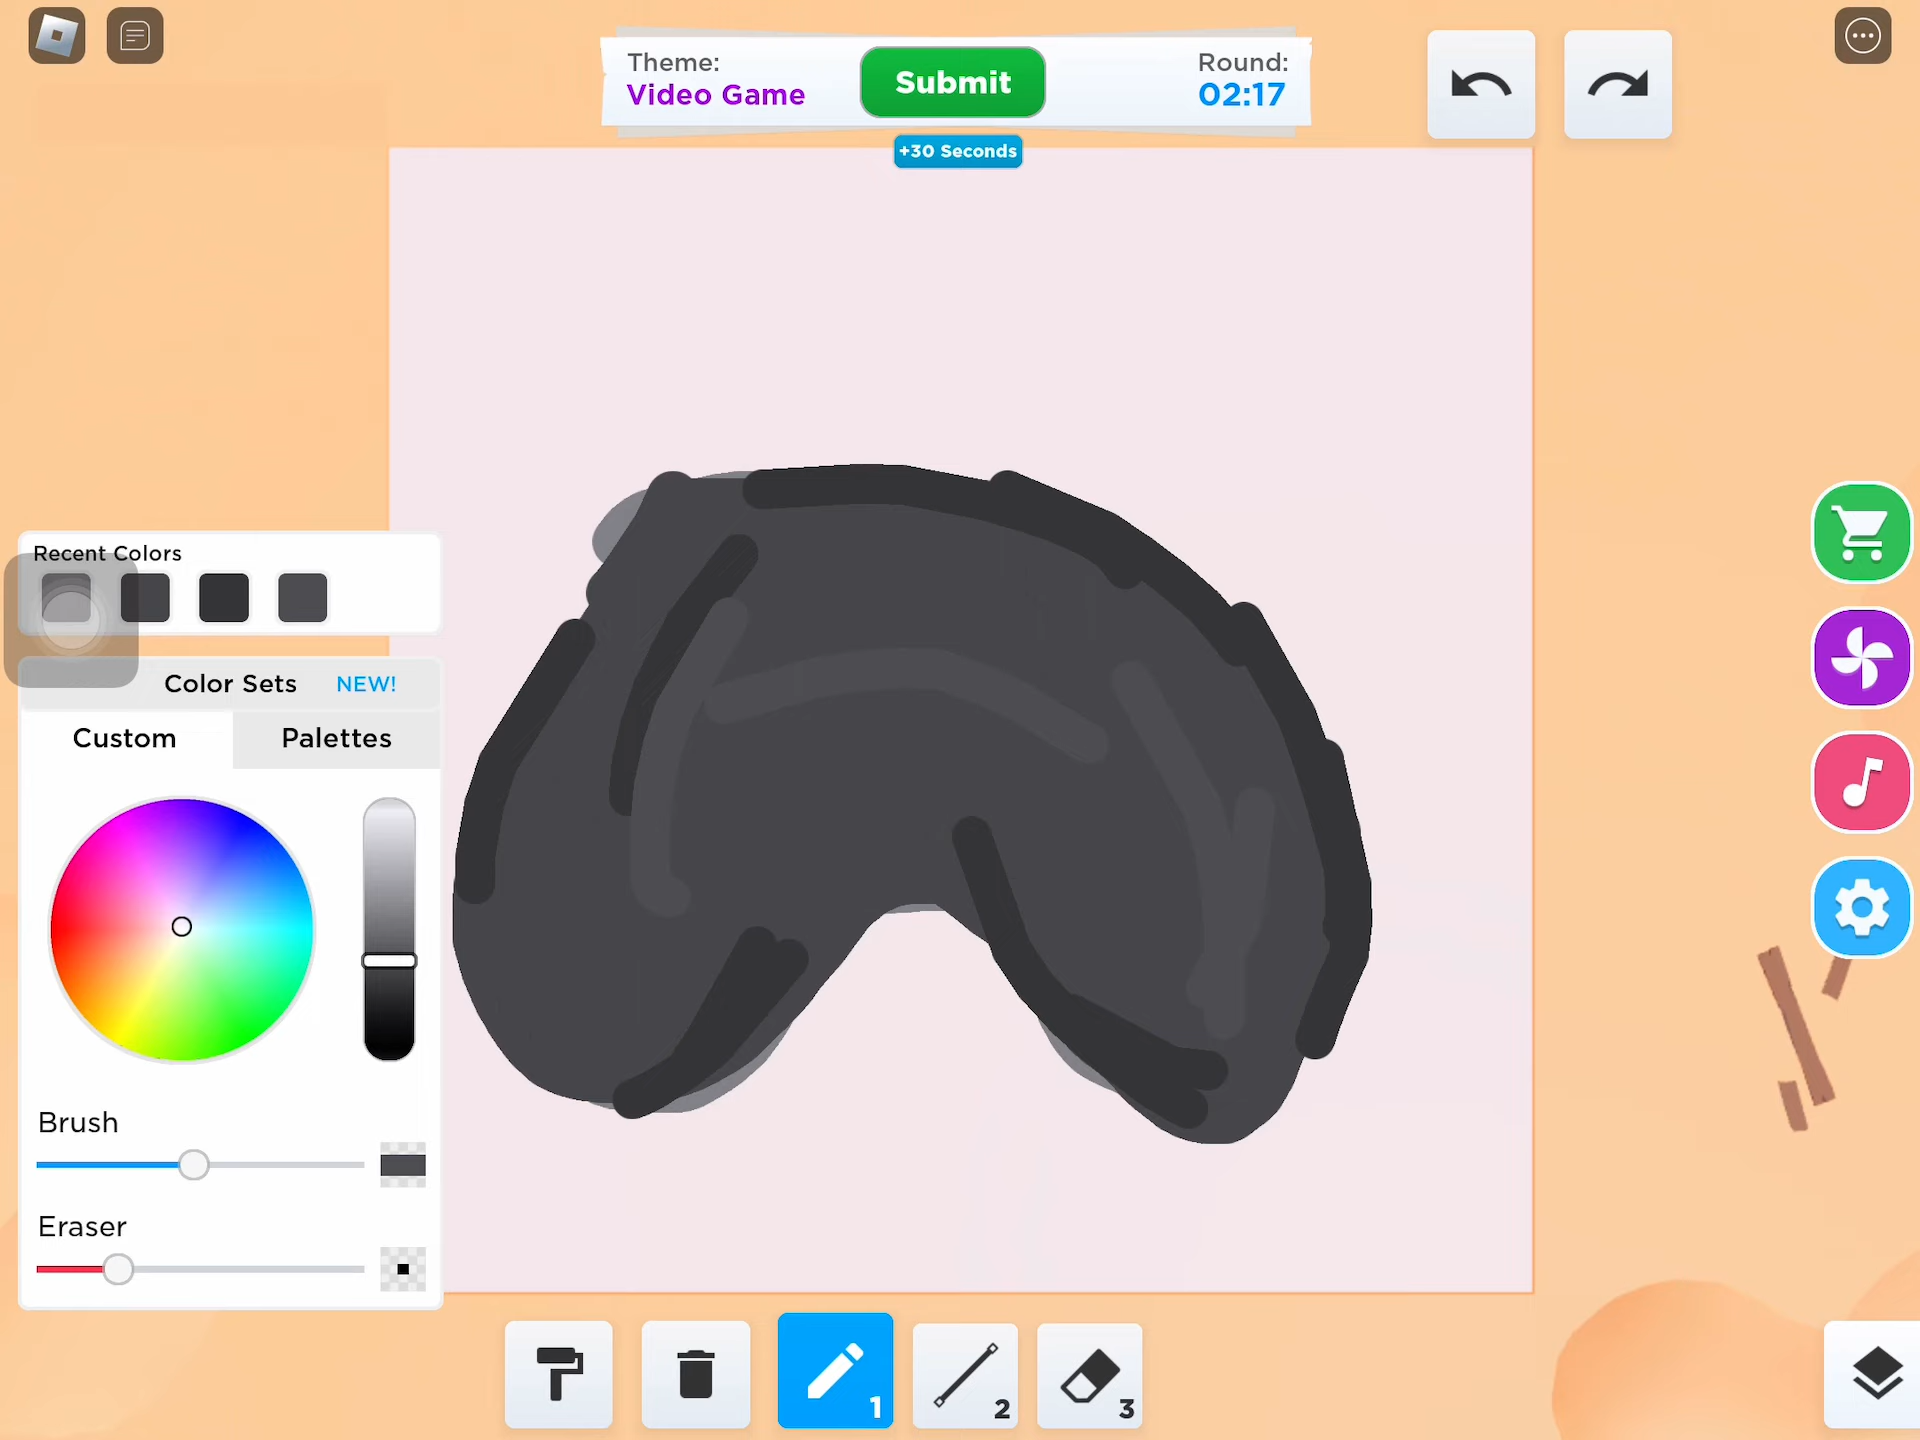 Theme:
Video Game
Submit
Round:
02:17
+30 Seconds
Recent Colors
Color Sets NEW!
Custom Palettes
Brush
Eraser
1
2
3